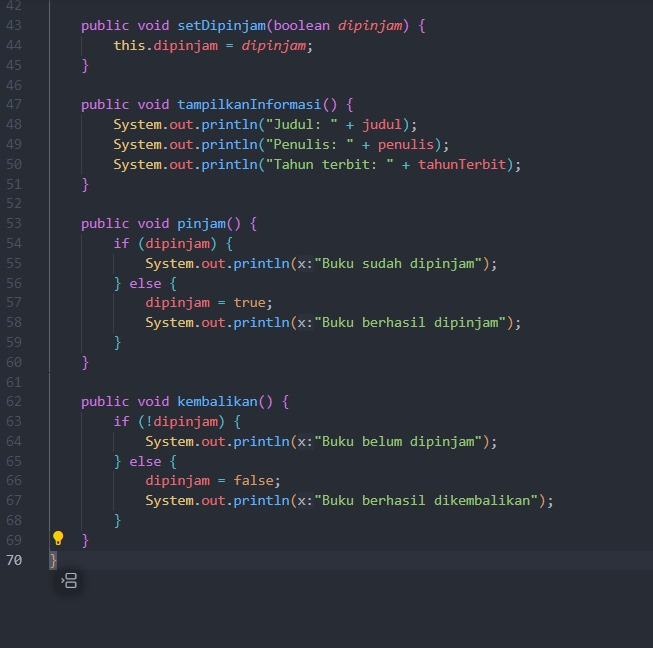 42
43 public void setDipinjam(boolean dipinjam) {
44 this.dipinjam = dipinjam;
45 }
46
47 public void tampilkanInformasi() {
48 System.out.println("Judul: " + judul);
49 System.out.println("Penulis: " + penulis);
50 System.out.println("Tahun terbit: " + tahunTerbit);
51 }
52
53 public void pinjam() {
54 if (dipinjam) {
55 System.out.println(x:"Buku sudah dipinjam");
56 } else {
57 dipinjam = true;
58 System.out.println(x:"Buku berhasil dipinjam");
59 }
60 }
61
62 public void kembalikan() {
63 if (!dipinjam) {
64 System.out.println(x:"Buku belum dipinjam");
65 } else {
66 dipinjam = false;
67 System.out.println(x:"Buku berhasil dikembalikan");
68 }
69 }
70 }